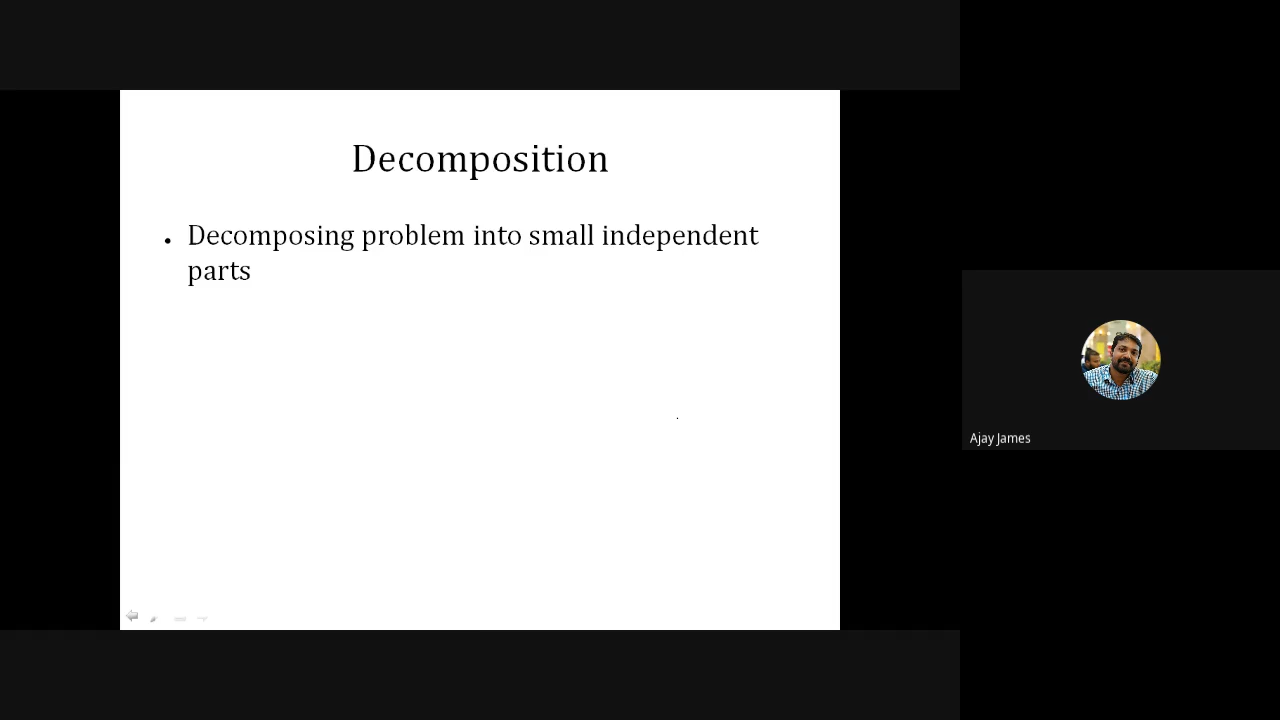 Decomposition
• Decomposing problem into small independent
parts
Ajay James